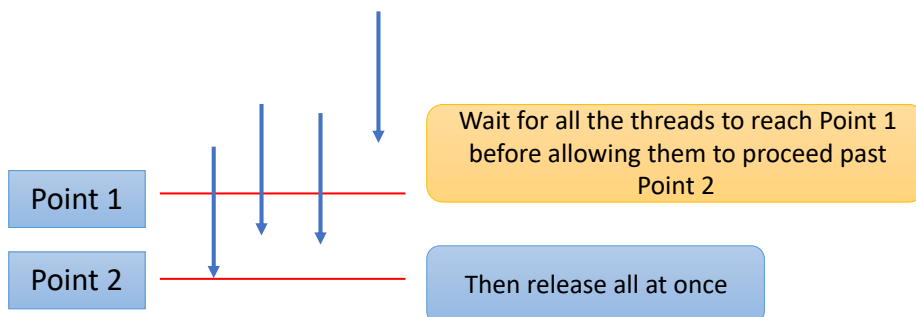 Wait for all the threads to reach Point 1
before allowing them to proceed past
Point 2
Point 1
Point 2
Then release all at once